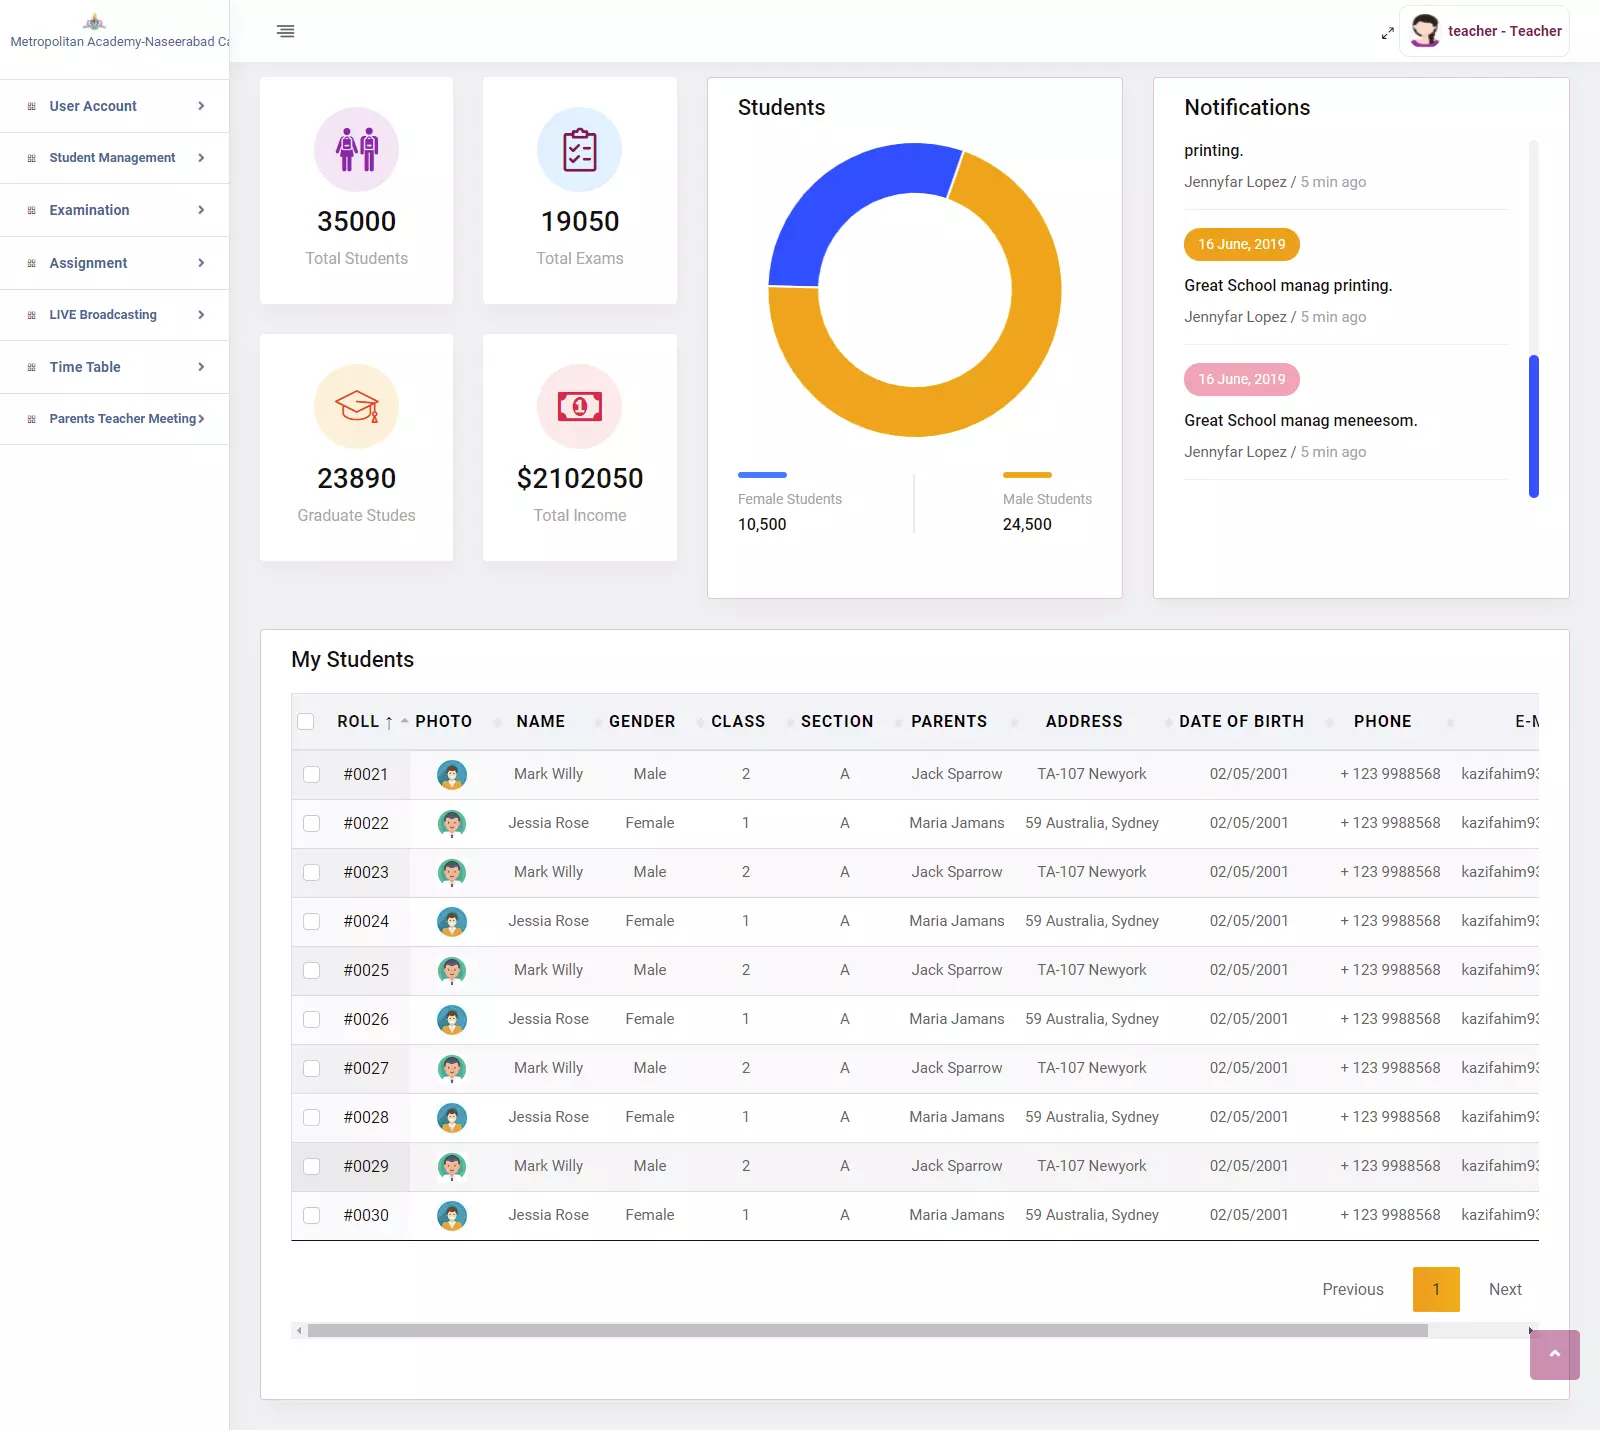 Metropolitan Academy-Naseerabad Ca
teacher - Teacher
User Account
Student Management
Examination
Assignment
LIVE Broadcasting
Time Table
Parents Teacher Meeting
35000
Total Students
19050
Total Exams
23890
Graduate Studes
$2102050
Total Income
Students
Female Students
10,500
Male Students
24,500
Notifications
printing.
Jennyfar Lopez / 5 min ago
16 June, 2019
Great School manag printing.
Jennyfar Lopez / 5 min ago
16 June, 2019
Great School manag meneesom.
Jennyfar Lopez / 5 min ago
My Students
ROLL ↑ PHOTO NAME GENDER CLASS SECTION PARENTS ADDRESS DATE OF BIRTH PHONE E-M
#0021 Mark Willy Male 2 A Jack Sparrow TA-107 Newyork 02/05/2001 + 123 9988568 kazifahim93
#0022 Jessia Rose Female 1 A Maria Jamans 59 Australia, Sydney 02/05/2001 + 123 9988568 kazifahim93
#0023 Mark Willy Male 2 A Jack Sparrow TA-107 Newyork 02/05/2001 + 123 9988568 kazifahim93
#0024 Jessia Rose Female 1 A Maria Jamans 59 Australia, Sydney 02/05/2001 + 123 9988568 kazifahim93
#0025 Mark Willy Male 2 A Jack Sparrow TA-107 Newyork 02/05/2001 + 123 9988568 kazifahim93
#0026 Jessia Rose Female 1 A Maria Jamans 59 Australia, Sydney 02/05/2001 + 123 9988568 kazifahim93
#0027 Mark Willy Male 2 A Jack Sparrow TA-107 Newyork 02/05/2001 + 123 9988568 kazifahim93
#0028 Jessia Rose Female 1 A Maria Jamans 59 Australia, Sydney 02/05/2001 + 123 9988568 kazifahim93
#0029 Mark Willy Male 2 A Jack Sparrow TA-107 Newyork 02/05/2001 + 123 9988568 kazifahim93
#0030 Jessia Rose Female 1 A Maria Jamans 59 Australia, Sydney 02/05/2001 + 123 9988568 kazifahim93
Previous 1 Next